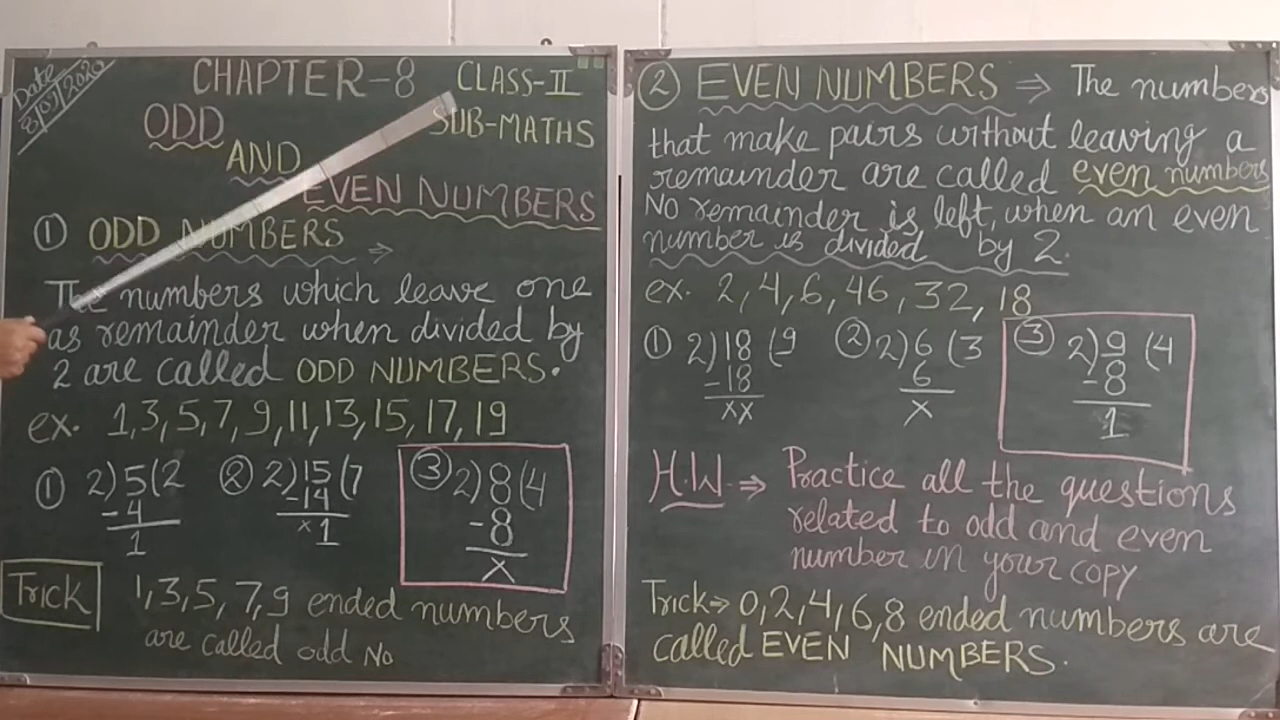 Date
8/05/2020
CHAPTER-8
CLASS-II
SUB-MATHS
ODD
AND
EVEN NUMBERS
① ODD NUMBERS ⇒
The numbers which leave one
as remainder when divided by
2 are called ODD NUMBERS.
ex. 1,3,5,7,9,11,13,15,17,19
① 2)5(2
-4
1
② 2)15(7
-14
×1
③ 2)8(4
-8
×
Trick
1,3,5,7,9 ended numbers
are called odd No
② EVEN NUMBERS ⇒ The numbers
that make pairs without leaving a
remainder are called even numbers
No remainder is left, when an even
number is divided by 2.
ex. 2,4,6,46,32,18
① 2)18(9
-18
××
② 2)6(3
6
×
③ 2)9(4
-8
1
H.W. ⇒ Practice all the questions
related to odd and even
number in your copy
Trick⇒ 0,2,4,6,8 ended numbers are
called EVEN NUMBERS.